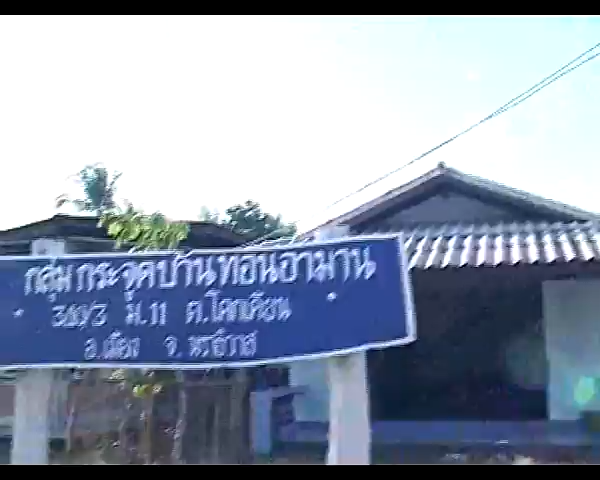 กลุ่มกระจูดบ้านทอนอามาน
ม.11 ต.โคกเคียน
อ.เมือง จ.นราธิวาส